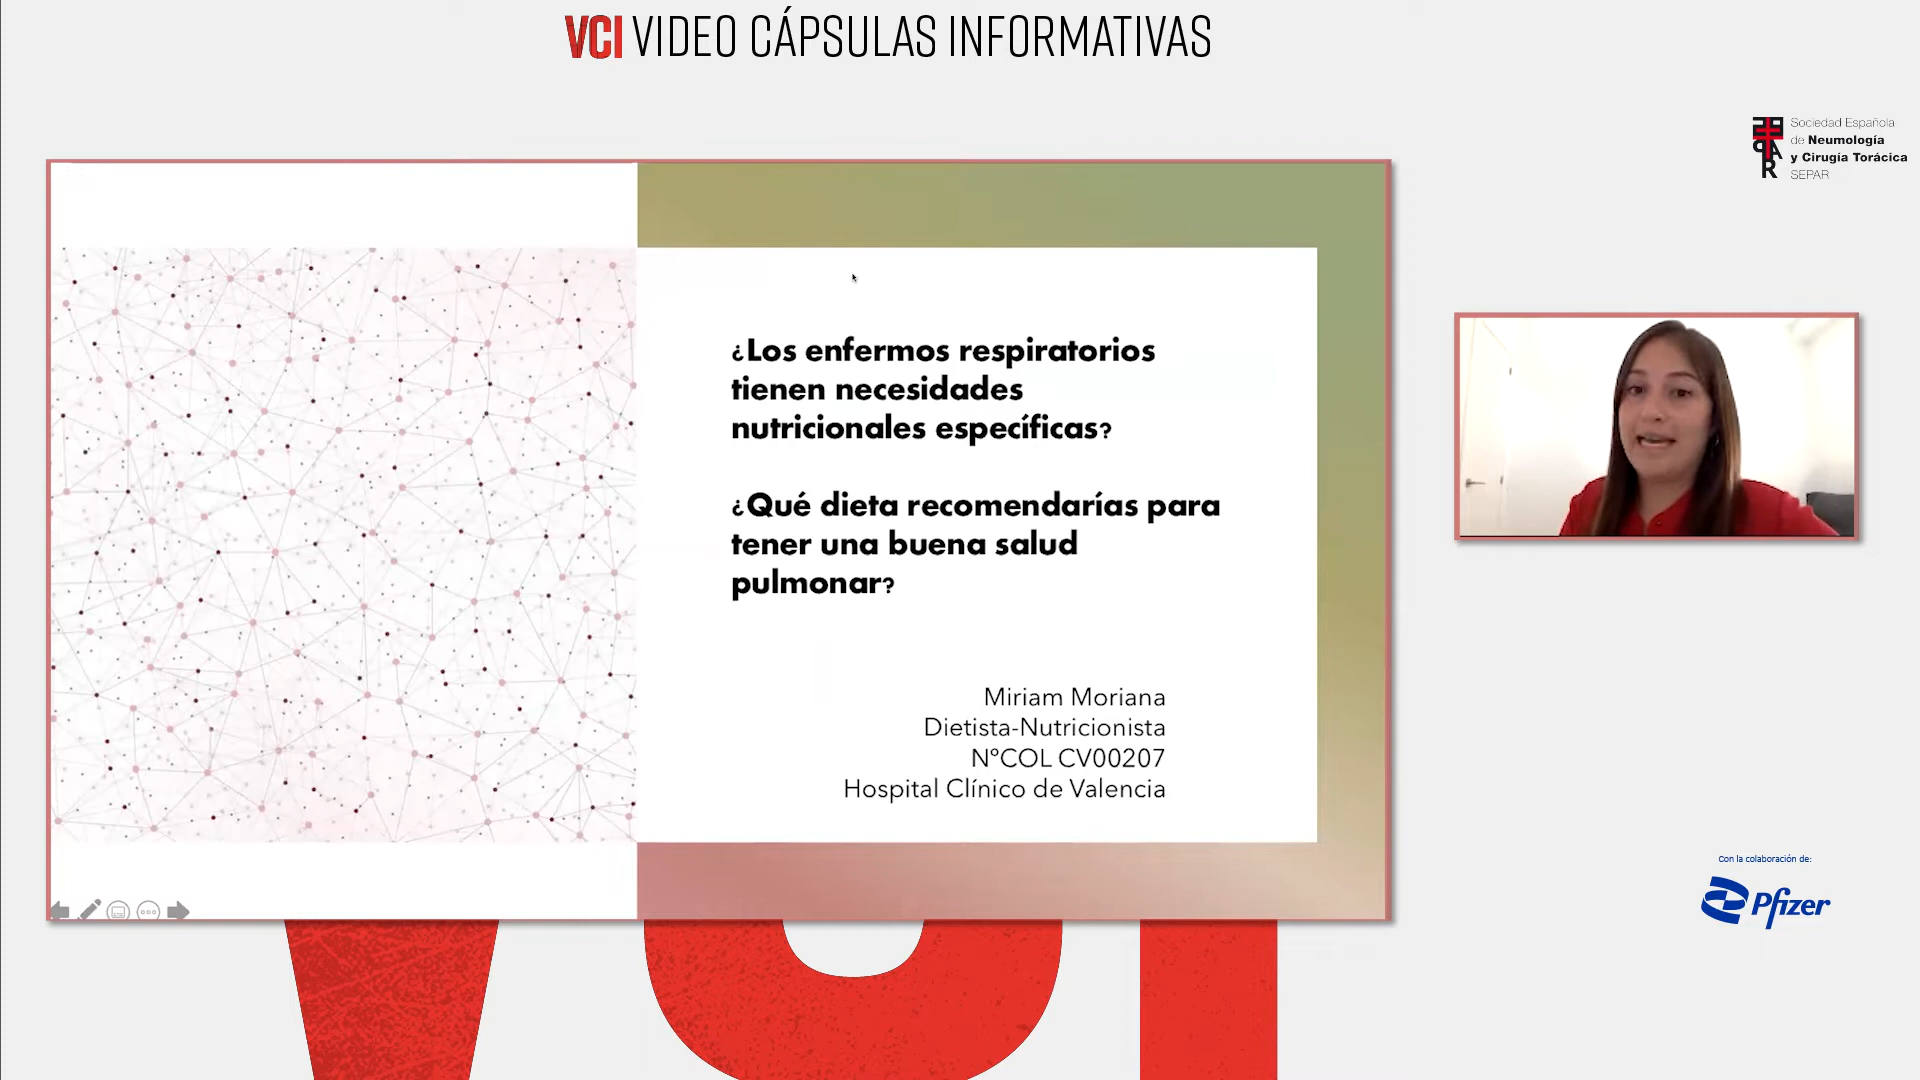 VCI VIDEO CÁPSULAS INFORMATIVAS
Sociedad Española
de Neumología
y Cirugía Torácica
SEPAR
¿Los enfermos respiratorios
tienen necesidades
nutricionales específicas?
¿Qué dieta recomendarías para
tener una buena salud
pulmonar?
Miriam Moriana
Dietista-Nutricionista
NºCOL CV00207
Hospital Clínico de Valencia
Con la colaboración de:
Pfizer
VCI